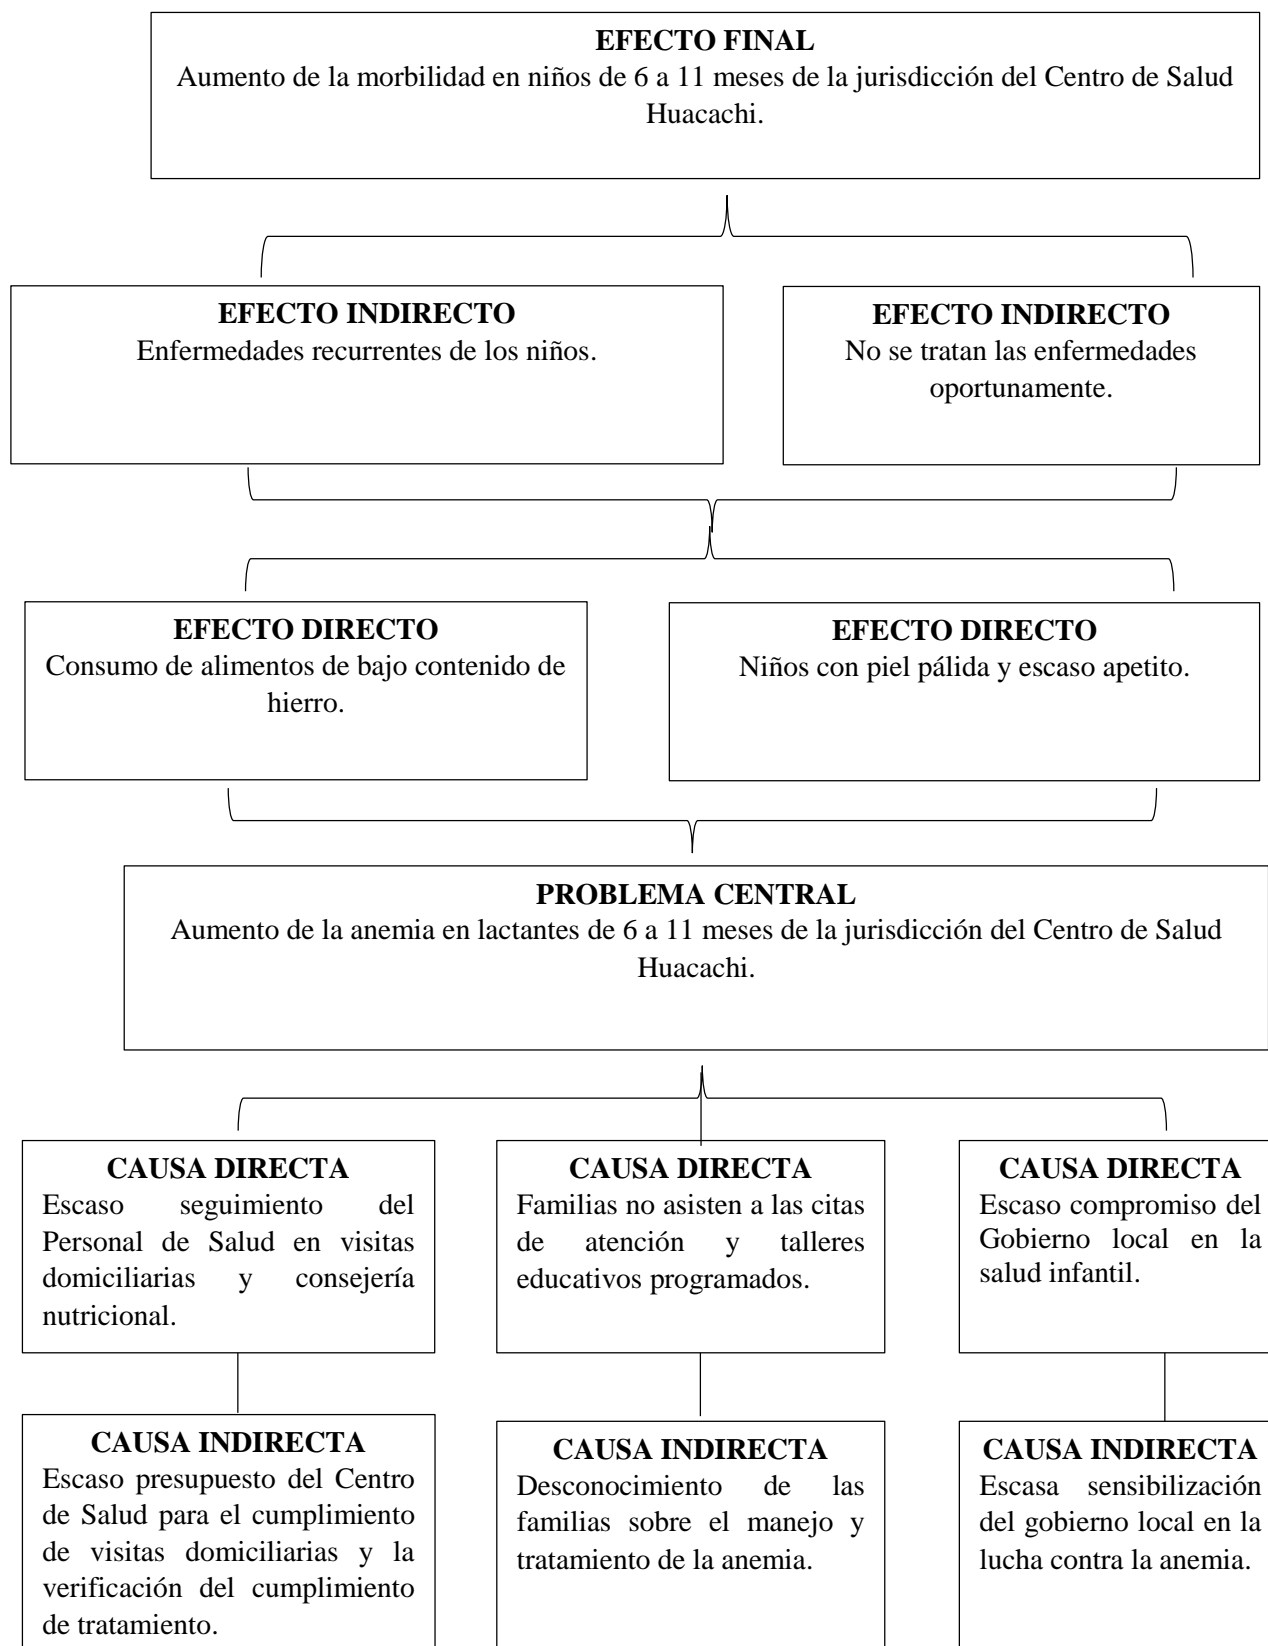 EFECTO FINAL
Aumento de la morbilidad en niños de 6 a 11 meses de la jurisdicción del Centro de Salud
Huacachi.
EFECTO INDIRECTO
Enfermedades recurrentes de los niños.
EFECTO INDIRECTO
No se tratan las enfermedades
oportunamente.
EFECTO DIRECTO
Consumo de alimentos de bajo contenido de
hierro.
EFECTO DIRECTO
Niños con piel pálida y escaso apetito.
PROBLEMA CENTRAL
Aumento de la anemia en lactantes de 6 a 11 meses de la jurisdicción del Centro de Salud
Huacachi.
CAUSA DIRECTA
Escaso seguimiento del
Personal de Salud en visitas
domiciliarias y consejería
nutricional.
CAUSA DIRECTA
Familias no asisten a las citas
de atención y talleres
educativos programados.
CAUSA DIRECTA
Escaso compromiso del
Gobierno local en la
salud infantil.
CAUSA INDIRECTA
Escaso presupuesto del Centro
de Salud para el cumplimiento
de visitas domiciliarias y la
verificación del cumplimiento
de tratamiento.
CAUSA INDIRECTA
Desconocimiento de las
familias sobre el manejo y
tratamiento de la anemia.
CAUSA INDIRECTA
Escasa sensibilización
del gobierno local en la
lucha contra la anemia.